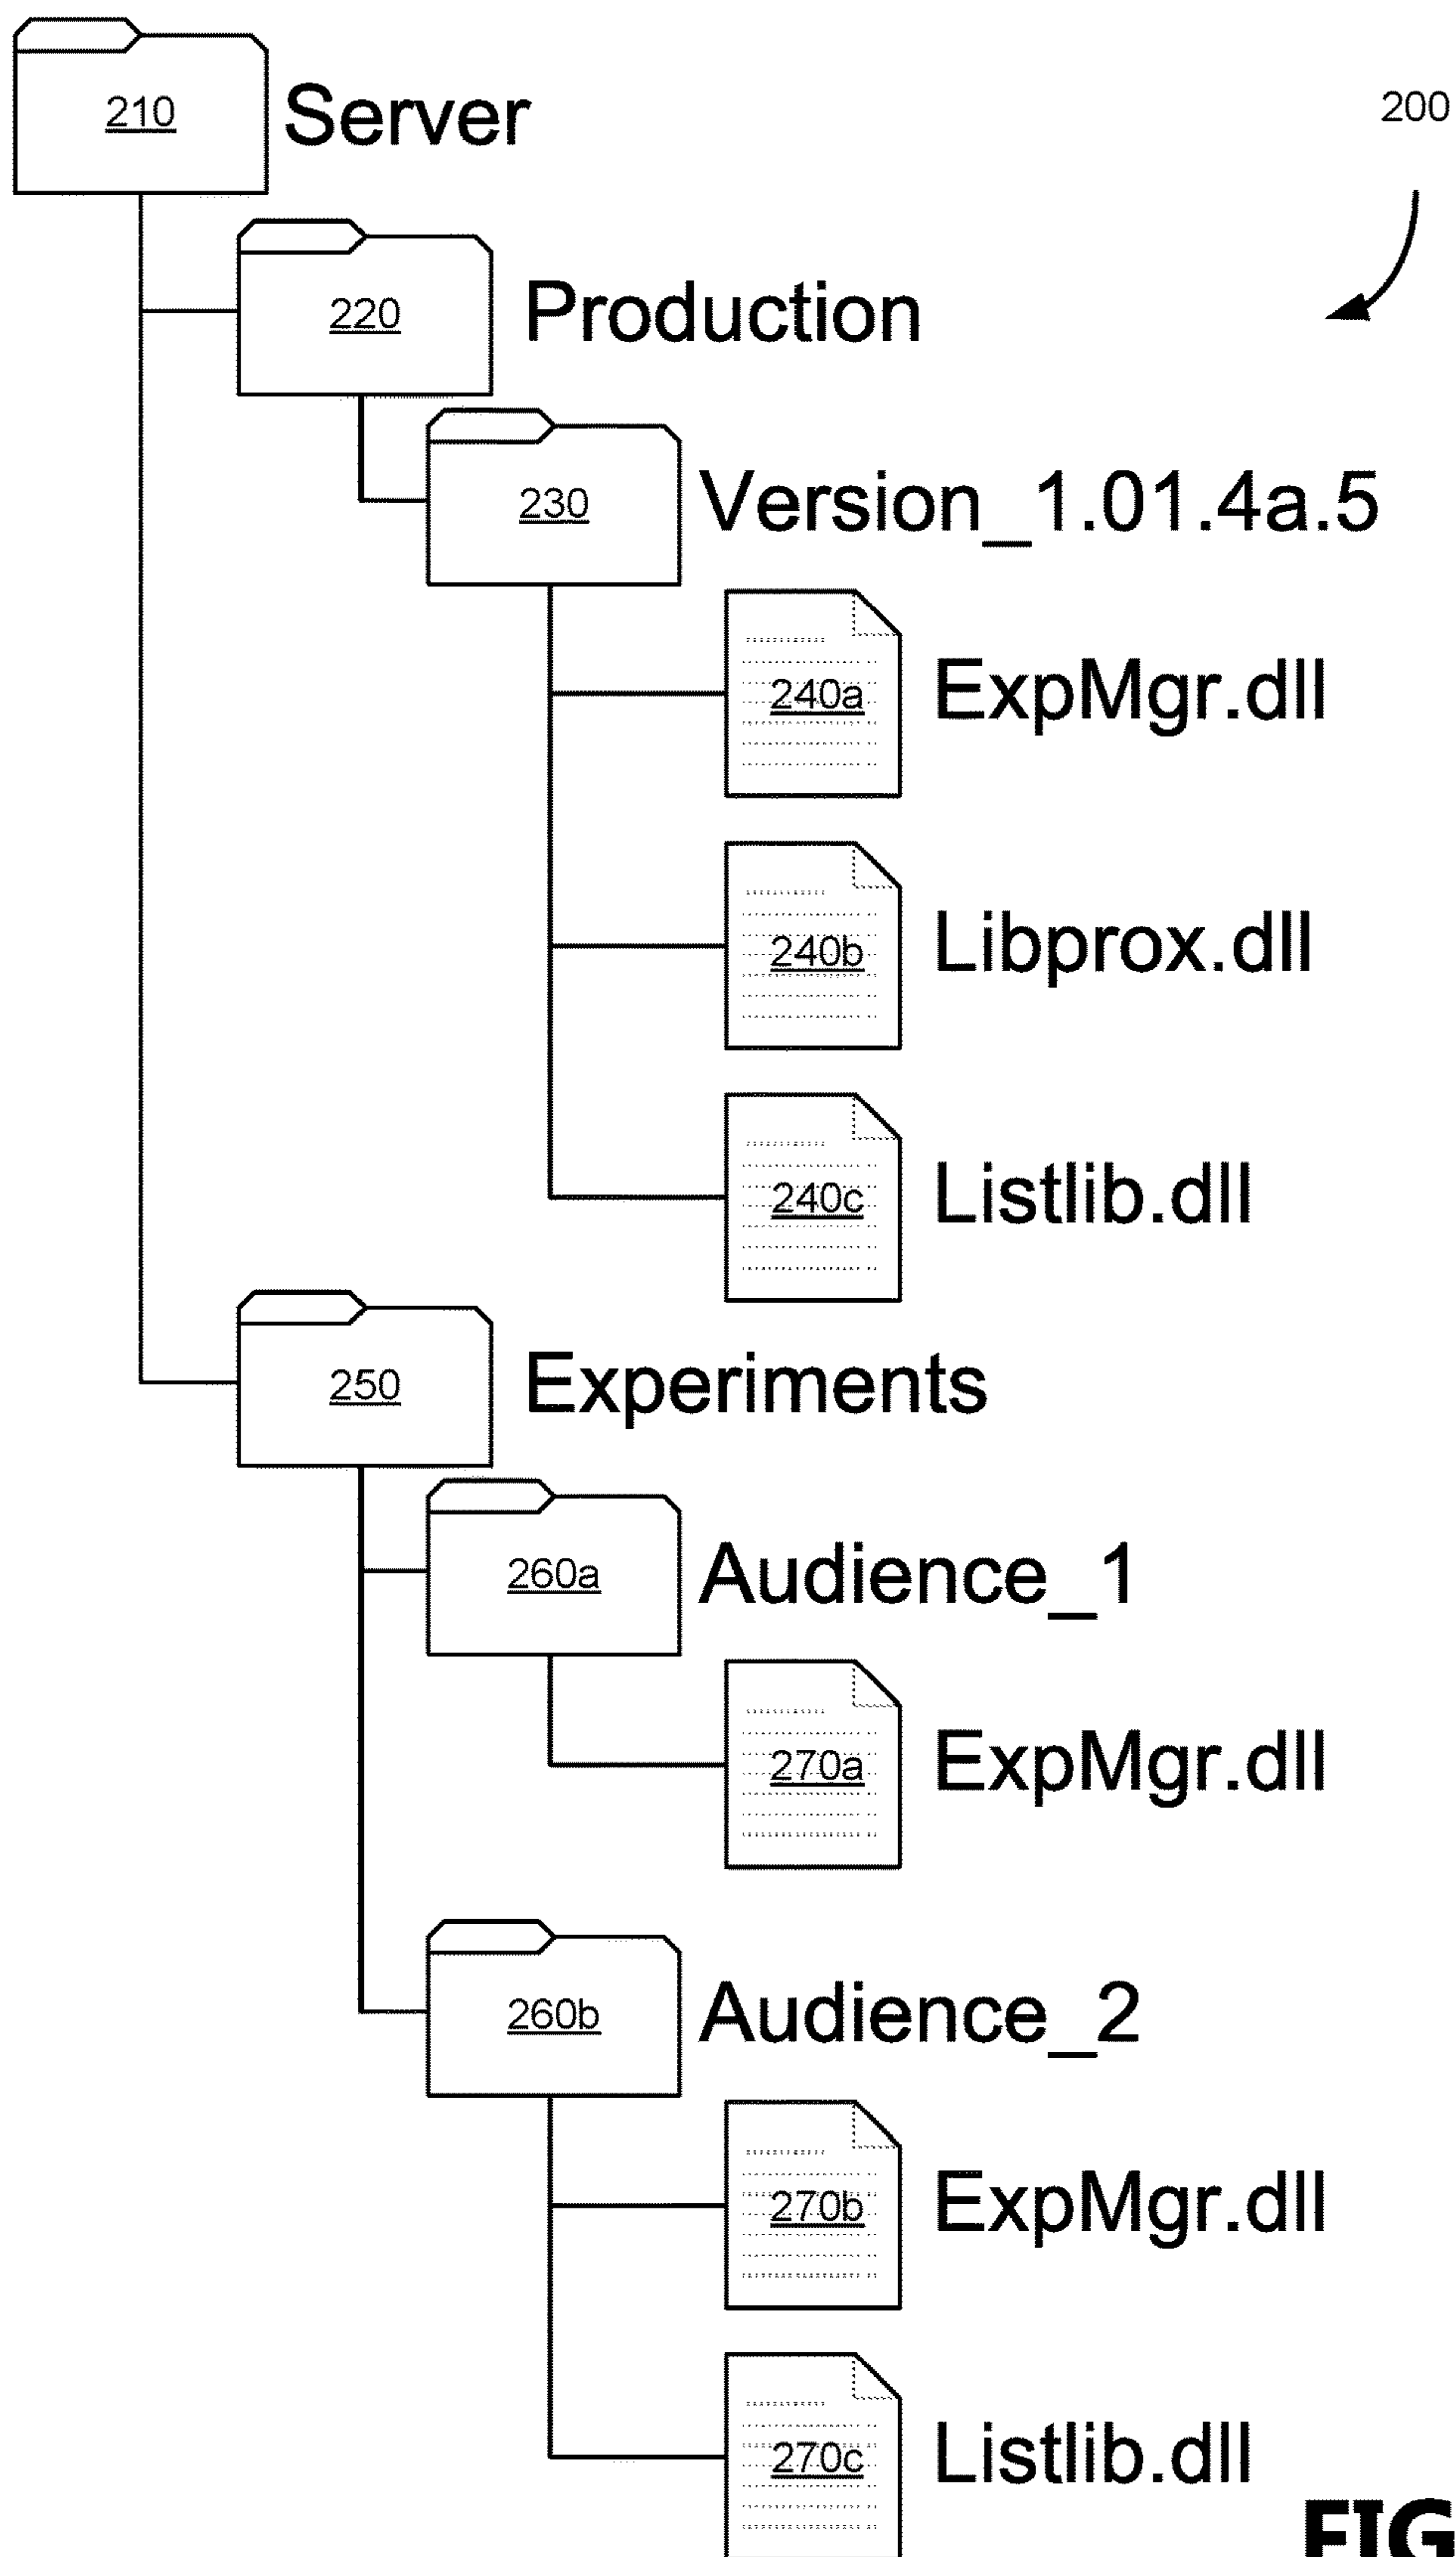 210 Server
200
220 Production
230 Version_1.01.4a.5
240a ExpMgr.dll
240b Libprox.dll
240c Listlib.dll
250 Experiments
260a Audience_1
270a ExpMgr.dll
260b Audience_2
270b ExpMgr.dll
270c Listlib.dll
FIG